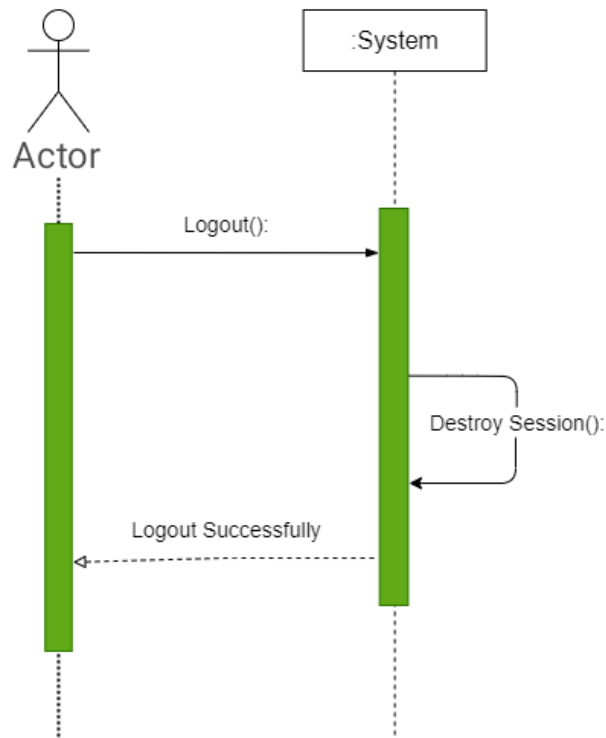 :System
Actor
Logout():
Destroy Session():
Logout Successfully